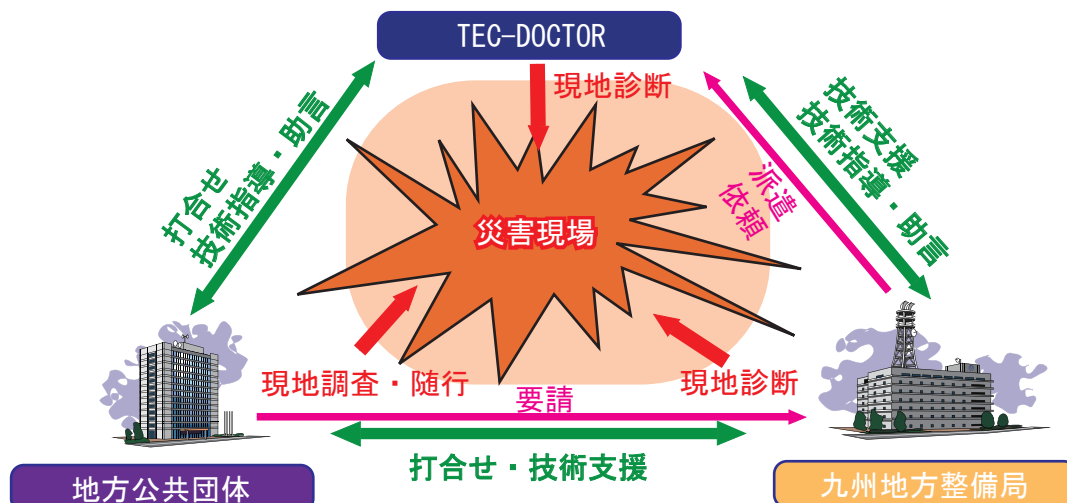 TEC-DOCTOR
現地診断
打合せ
技術指導・助言
派遣
依頼
技術支援
技術指導・助言
災害現場
現地調査・随行
現地診断
要請
打合せ・技術支援
地方公共団体
九州地方整備局